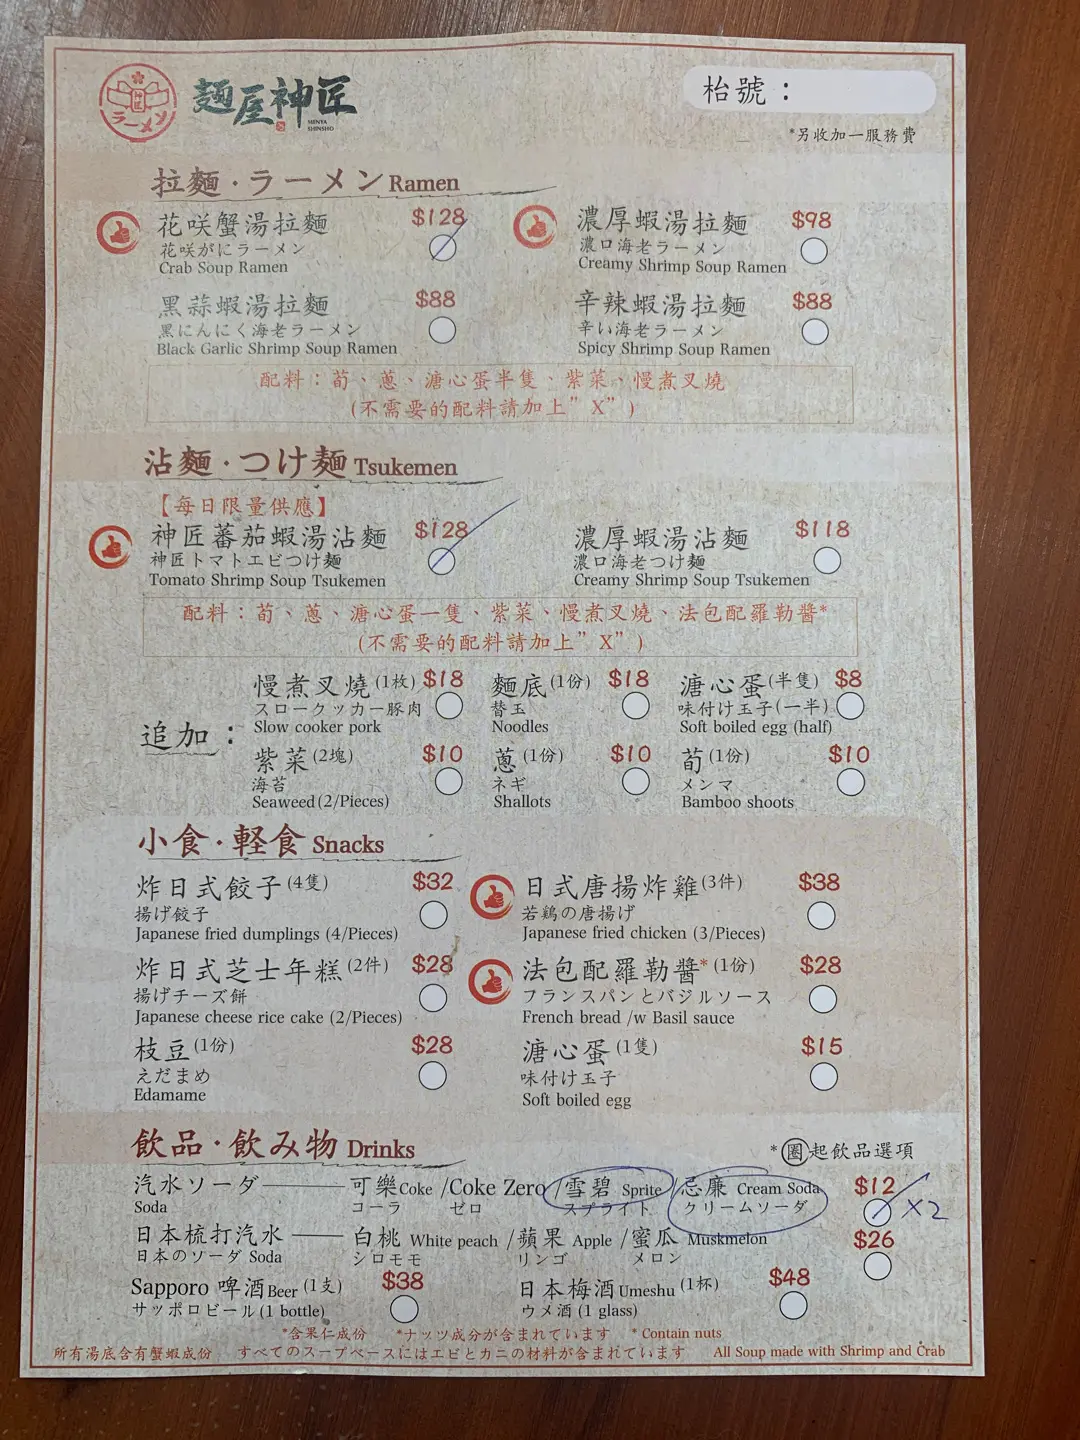 神匠
ラーメン
麵屋神匠
MENYA
SHINSHO
枱號：
*另收加一服務費
拉麵・ラーメン Ramen
花咲蟹湯拉麵 $128
花咲がにラーメン
Crab Soup Ramen
濃厚蝦湯拉麵 $98
濃口海老ラーメン
Creamy Shrimp Soup Ramen
黑蒜蝦湯拉麵 $88
黑にんにく海老ラーメン
Black Garlic Shrimp Soup Ramen
辛辣蝦湯拉麵 $88
辛い海老ラーメン
Spicy Shrimp Soup Ramen
配料：荀、蔥、溏心蛋半隻、紫菜、慢煮叉燒
(不需要的配料請加上”X”)
沾麵・つけ麵 Tsukemen
【每日限量供應】
神匠蕃茄蝦湯沾麵 $128
神匠トマトエビつけ麵
Tomato Shrimp Soup Tsukemen
濃厚蝦湯沾麵 $118
濃口海老つけ麵
Creamy Shrimp Soup Tsukemen
配料：荀、蔥、溏心蛋一隻、紫菜、慢煮叉燒、法包配羅勒醬*
(不需要的配料請加上”X”)
追加：
慢煮叉燒(1枚) $18
スロークッカー豚肉
Slow cooker pork
麵底(1份) $18
替玉
Noodles
溏心蛋(半隻) $8
味付け玉子(一半)
Soft boiled egg (half)
紫菜(2塊) $10
海苔
Seaweed(2/Pieces)
蔥(1份) $10
ネギ
Shallots
荀(1份) $10
メンマ
Bamboo shoots
小食・軽食 Snacks
炸日式餃子(4隻) $32
揚げ餃子
Japanese fried dumplings (4/Pieces)
日式唐揚炸雞(3件) $38
若鶏の唐揚げ
Japanese fried chicken (3/Pieces)
炸日式芝士年糕(2件) $28
揚げチーズ餅
Japanese cheese rice cake (2/Pieces)
法包配羅勒醬*(1份) $28
フランスパンとバジルソース
French bread /w Basil sauce
枝豆(1份) $28
えだまめ
Edamame
溏心蛋(1隻) $15
味付け玉子
Soft boiled egg
飲品・飲み物 Drinks
*圈起飲品選項
汽水ソーダ 可樂Coke /Coke Zero /雪碧 Sprite /忌廉 Cream Soda $12
Soda コーラ ゼロ スプライト クリームソーダ
X2
日本梳打汽水 白桃 White peach /蘋果 Apple /蜜瓜 Muskmelon $26
日本のソーダ Soda シロモモ リンゴ メロン
Sapporo 啤酒Beer (1支) $38
サッポロビール(1 bottle)
日本梅酒Umeshu (1杯) $48
ウメ酒 (1 glass)
*含果仁成份 *ナッツ成分が含まれています * Contain nuts
所有湯底含有蟹蝦成份 すべてのスープベースにはエビとカニの材料が含まれています All Soup made with Shrimp and Crab